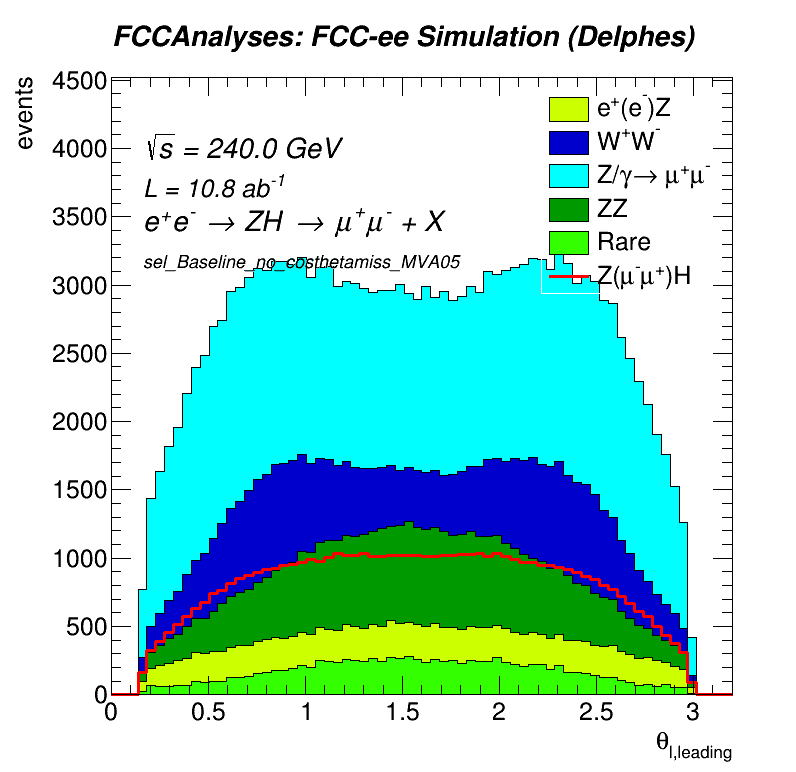 FCCAnalyses: FCC-ee Simulation (Delphes)
events
4500
4000
3500
3000
2500
2000
1500
1000
500
0
√s = 240.0 GeV
L = 10.8 ab⁻¹
e⁺e⁻ → ZH → μ⁺μ⁻ + X
sel_Baseline_no_costhetamiss_MVA05
e⁺(e⁻)Z
W⁺W⁻
Z/γ→ μ⁺μ⁻
ZZ
Rare
Z(μ⁻μ⁺)H
0 0.5 1 1.5 2 2.5 3
θl,leading